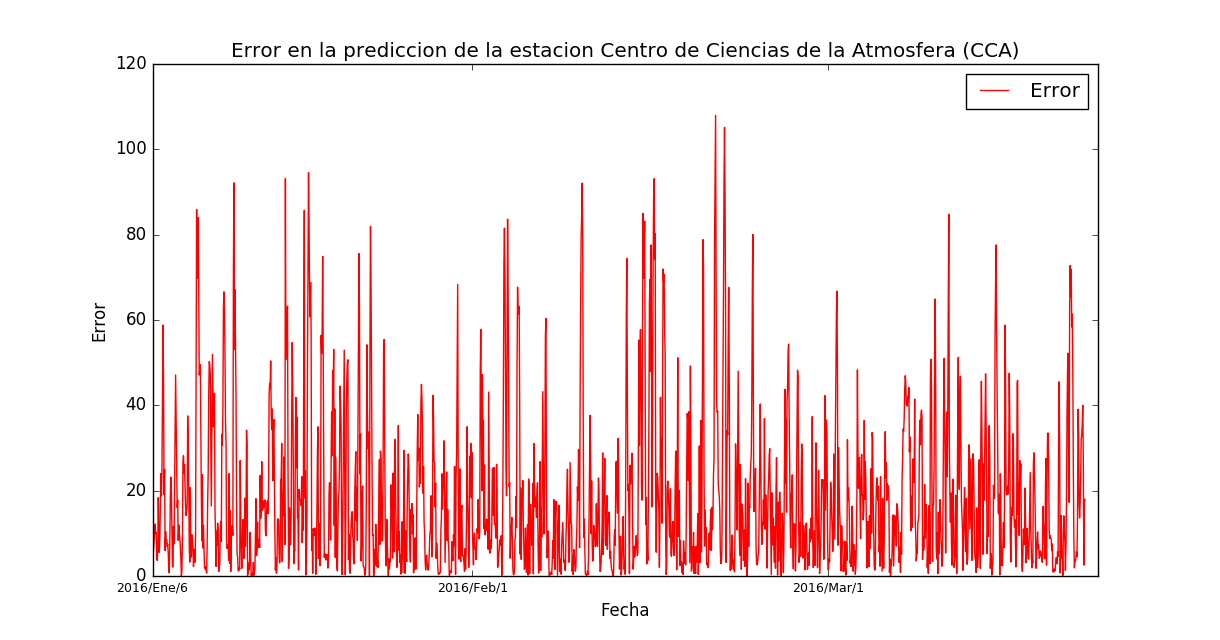 Error en la prediccion de la estacion Centro de Ciencias de la Atmosfera (CCA)
120
Error
100
80
60
Error
40
20
0
2016/Ene/6 2016/Feb/1 2016/Mar/1
Fecha